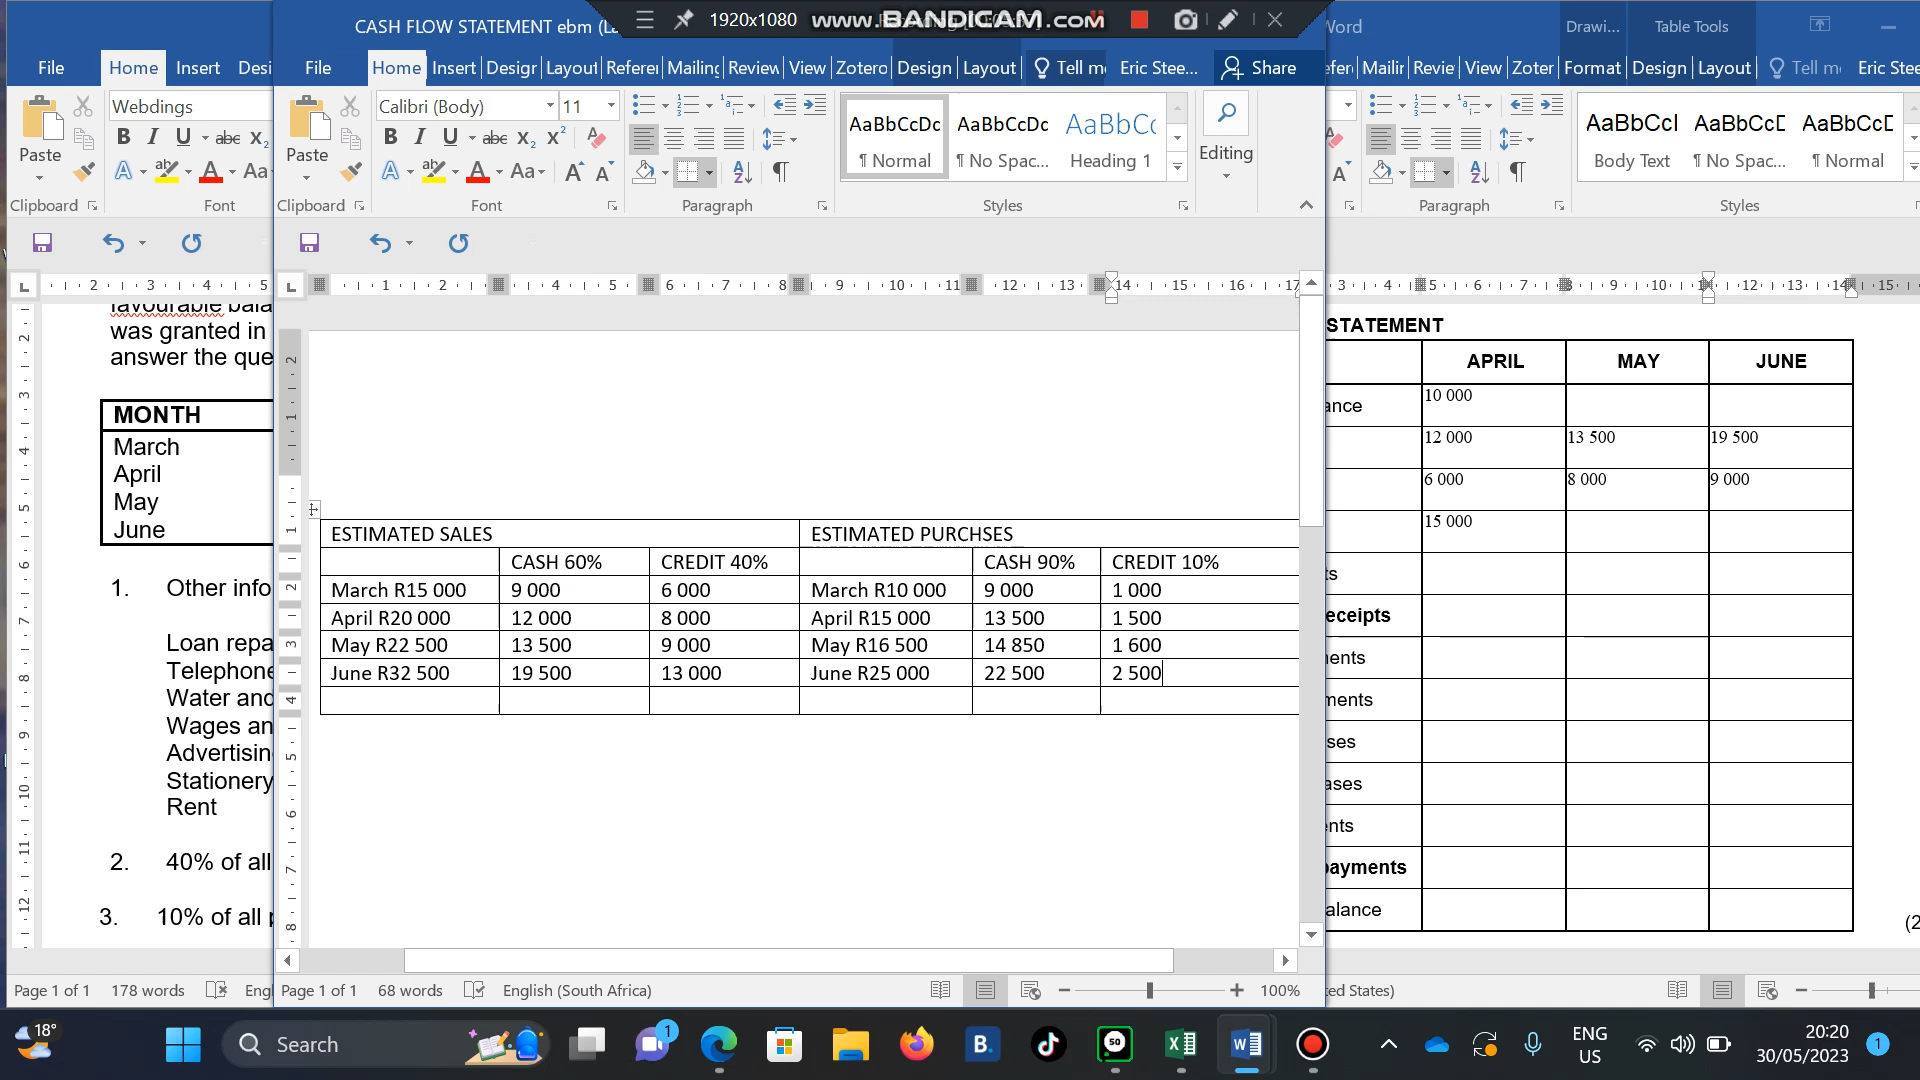 1920x1080
www.BANDICAM.com
CASH FLOW STATEMENT ebm
Word
Drawi...
Table Tools
File
Home
Insert
Desi
File
Home
Insert
Layout
Mailing
Review
View
Zotero
Design
Layout
Tell me
Eric Stee...
Share
View
Zoter
Format
Design
Layout
Tell m
Eric Stee
Webdings
Calibri (Body)
11
Paste
Paste
Clipboard
Font
Clipboard
Font
Paragraph
AaBbCcDc
¶ Normal
AaBbCcDc
¶ No Spac...
AaBbCc
Heading 1
Styles
Editing
Paragraph
AaBbCcI
Body Text
AaBbCcD
¶ No Spac...
AaBbCcD
¶ Normal
Styles
favourable bala
was granted in
answer the que
MONTH
March
April
May
June
1. Other info
Loan repa
Telephone
Water and
Wages an
Advertisin
Stationery
Rent
2. 40% of all
3. 10% of all p
ESTIMATED SALES ESTIMATED PURCHSES
CASH 60% CREDIT 40% CASH 90% CREDIT 10%
March R15 000 9 000 6 000 March R10 000 9 000 1 000
April R20 000 12 000 8 000 April R15 000 13 500 1 500
May R22 500 13 500 9 000 May R16 500 14 850 1 600
June R32 500 19 500 13 000 June R25 000 22 500 2 500
STATEMENT
APRIL MAY JUNE
ance 10 000
12 000 13 500 19 500
6 000 8 000 9 000
15 000
ts
eceipts
ents
ments
ses
ases
ents
payments
alance
(2
Page 1 of 1
178 words
Engl
Page 1 of 1
68 words
English (South Africa)
100%
ted States)
18°
Search
1
B.
ENG
US
20:20
30/05/2023
1